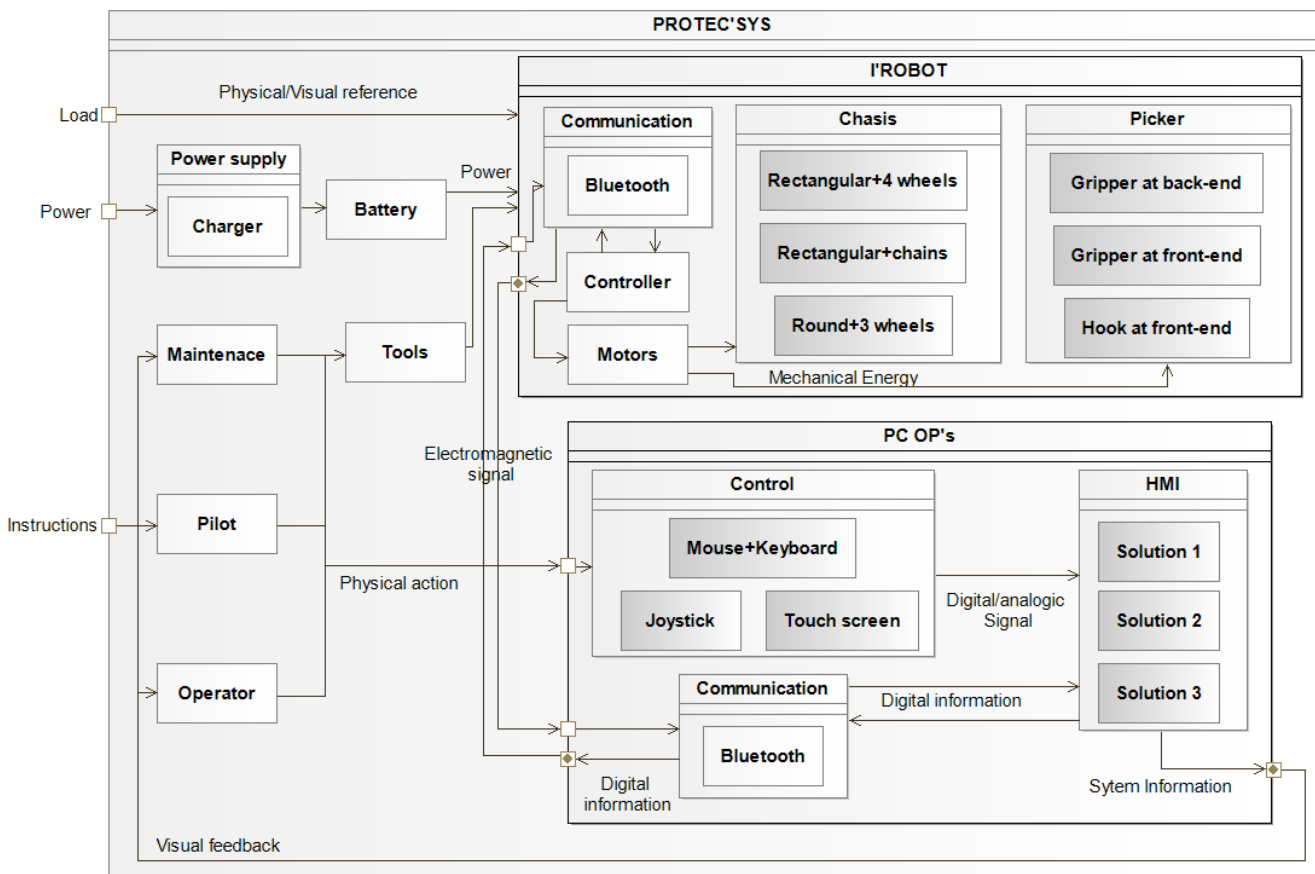 PROTEC'SYS
I'ROBOT
Physical/Visual reference
Load
Communication
Bluetooth
Chasis
Rectangular+4 wheels
Rectangular+chains
Round+3 wheels
Picker
Gripper at back-end
Gripper at front-end
Hook at front-end
Power supply
Charger
Power
Battery
Power
Controller
Motors
Mechanical Energy
Maintenace
Tools
Electromagnetic
signal
PC OP's
Control
Mouse+Keyboard
Joystick
Touch screen
HMI
Solution 1
Solution 2
Solution 3
Instructions
Pilot
Physical action
Digital/analogic
Signal
Operator
Communication
Bluetooth
Digital information
Digital
information
Sytem Information
Visual feedback